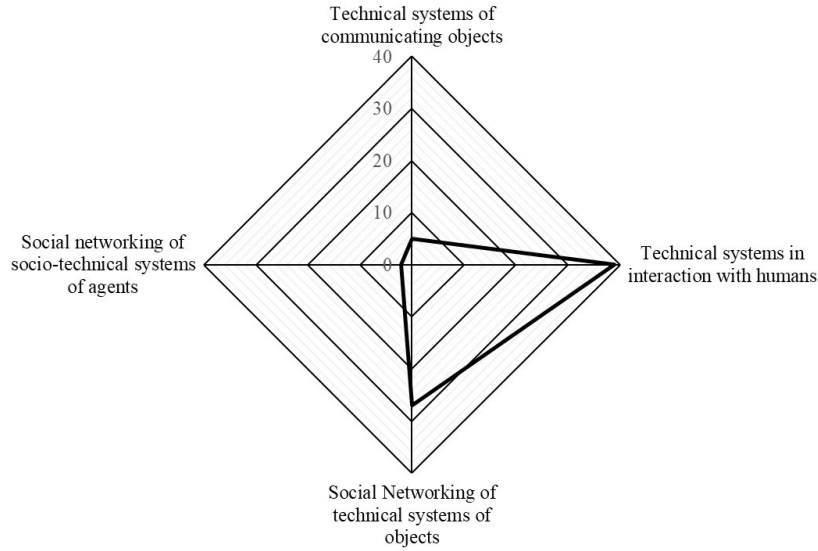 Technical systems of
communicating objects
40
30
20
10
0
Social networking of
socio-technical systems
of agents
Technical systems in
interaction with humans
Social Networking of
technical systems of
objects